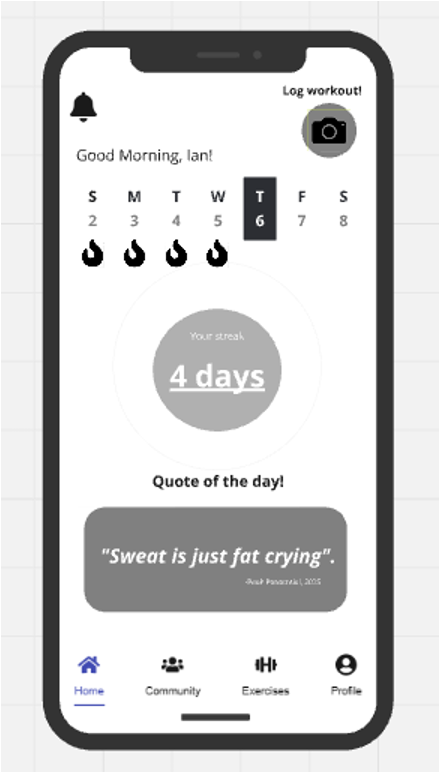 Log workout!
Good Morning, Ian!
S M T W T F S
2 3 4 5 6 7 8
Your streak
4 days
Quote of the day!
"Sweat is just fat crying".
2015
Home Community Exercises Profile